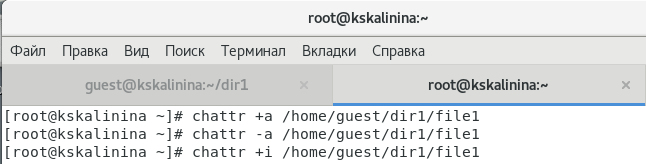 root@kskalinina:~
Файл Правка Вид Поиск Терминал Вкладки Справка
guest@kskalinina:~/dir1 × root@kskalinina:~ ×
[root@kskalinina ~]# chattr +a /home/guest/dir1/file1
[root@kskalinina ~]# chattr -a /home/guest/dir1/file1
[root@kskalinina ~]# chattr +i /home/guest/dir1/file1